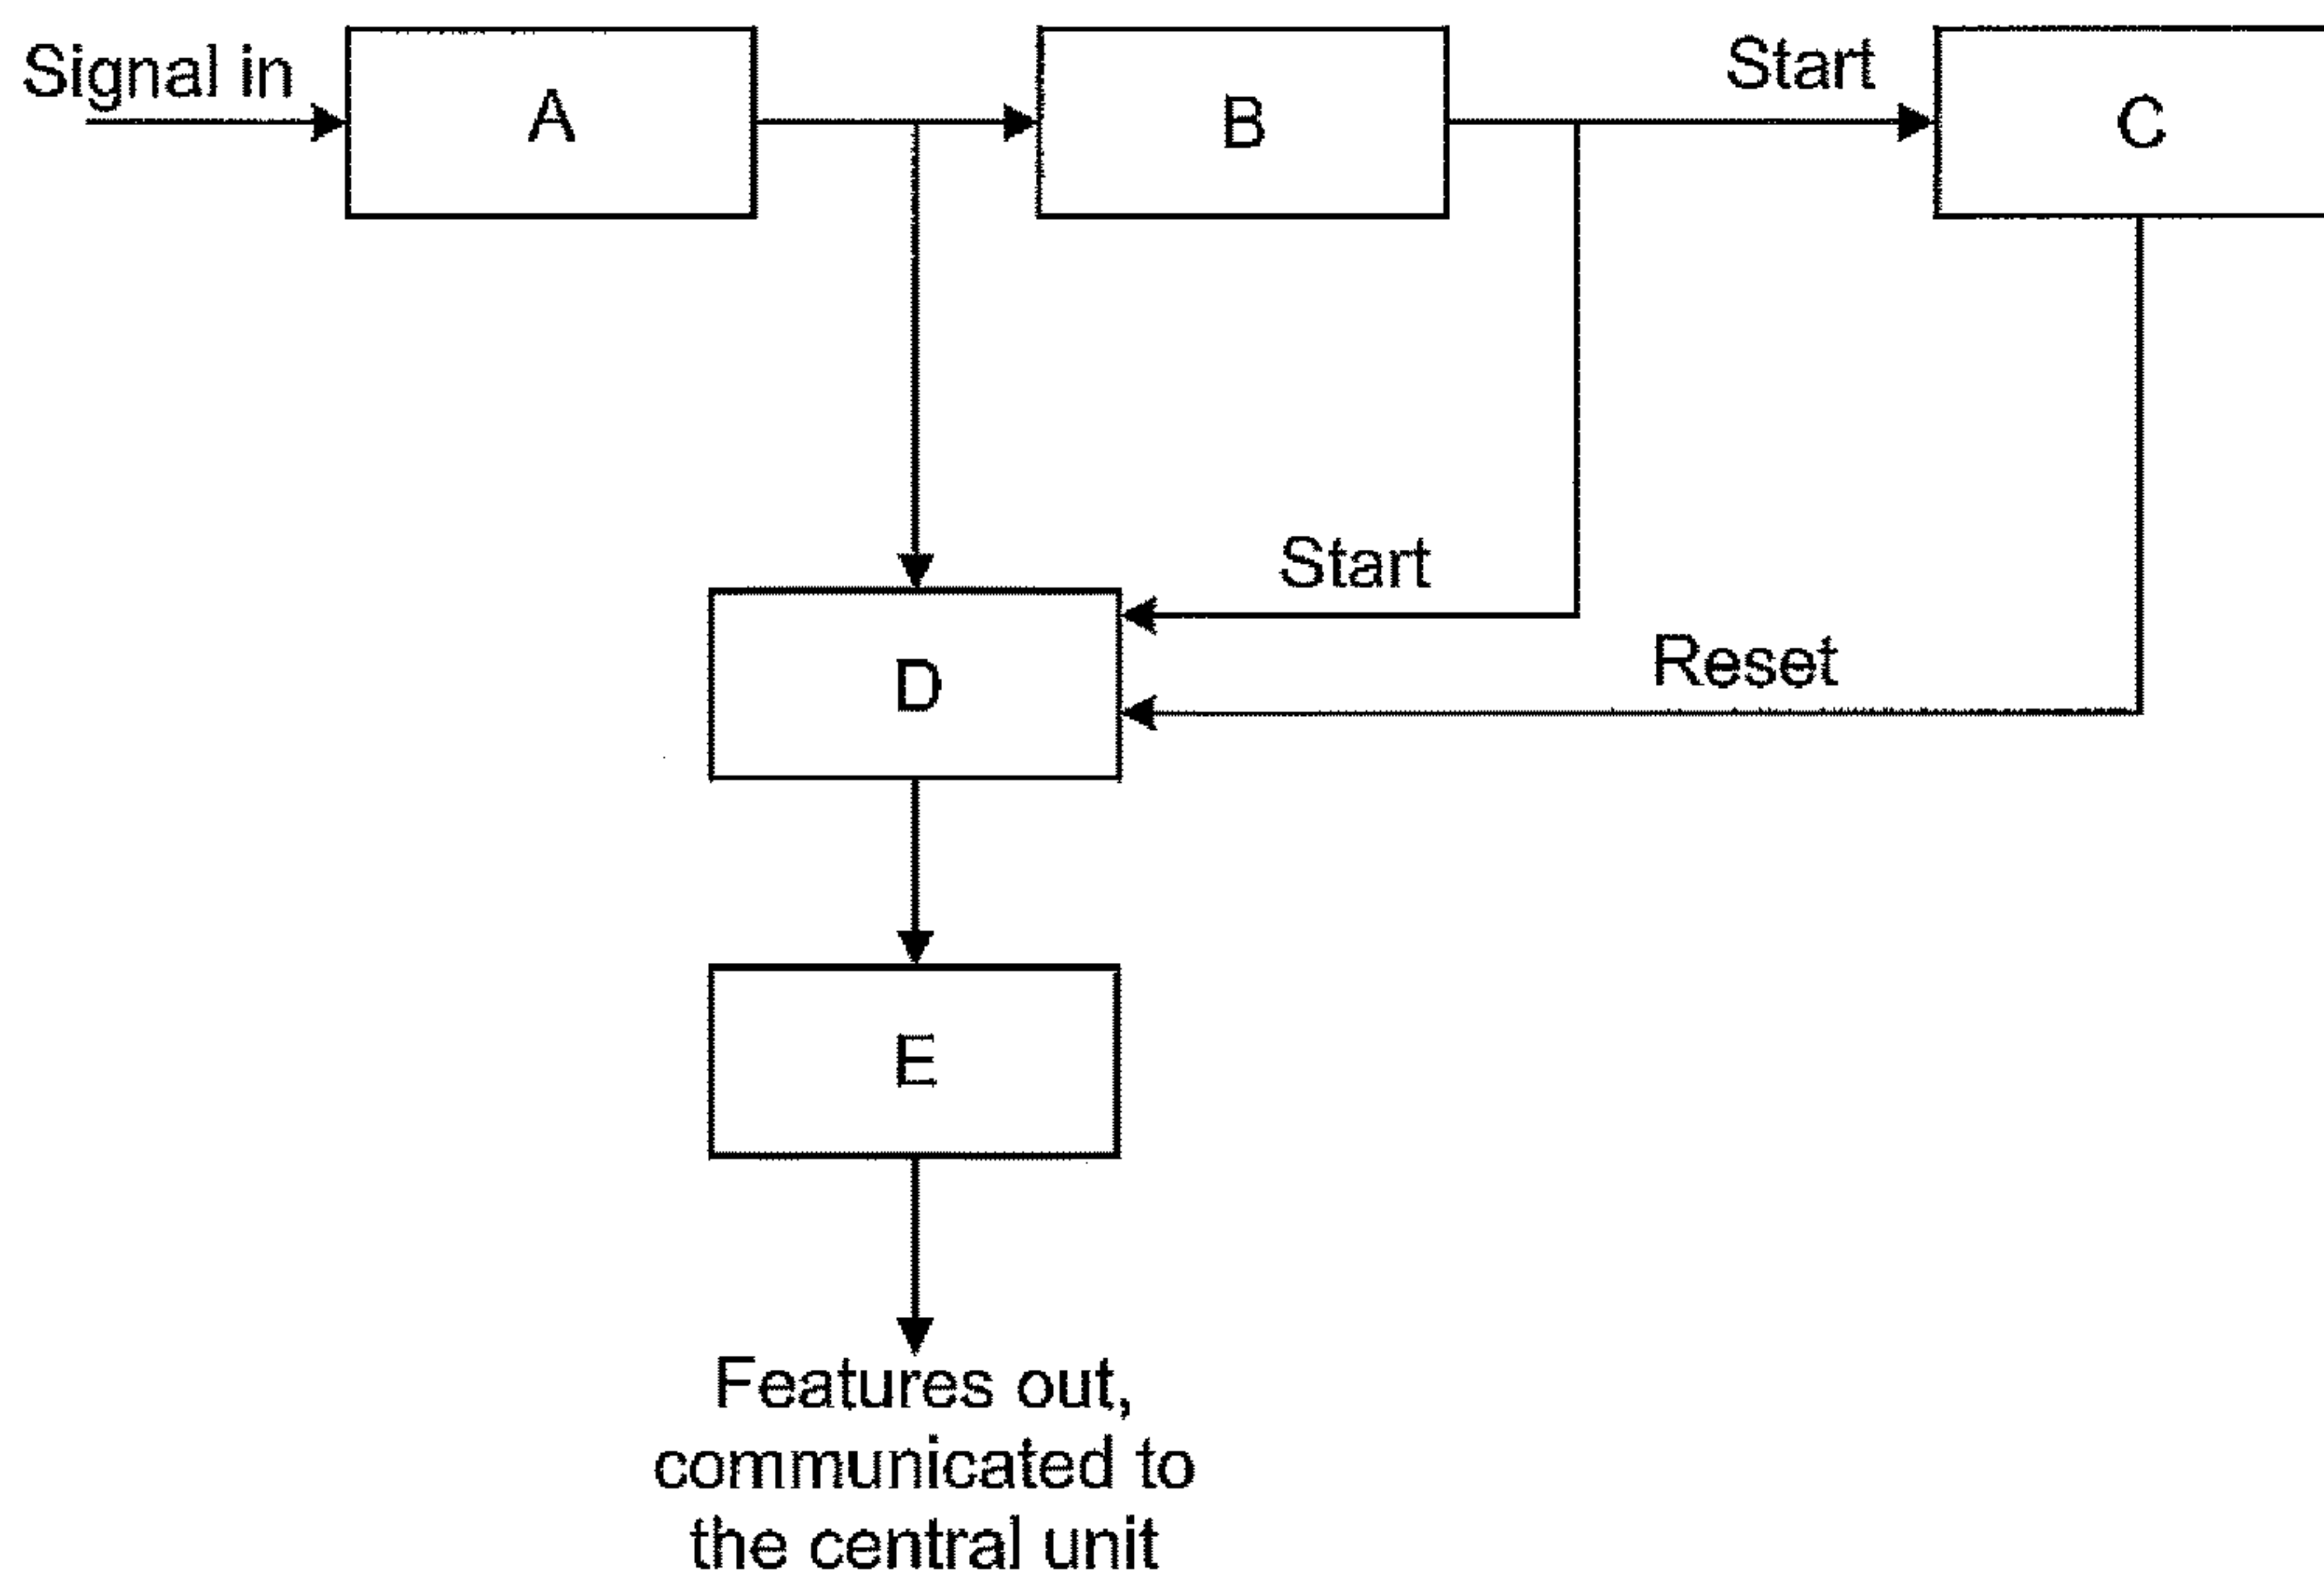 Signal in
A
B
Start
C
Start
D
Reset
E
Features out,
communicated to
the central unit